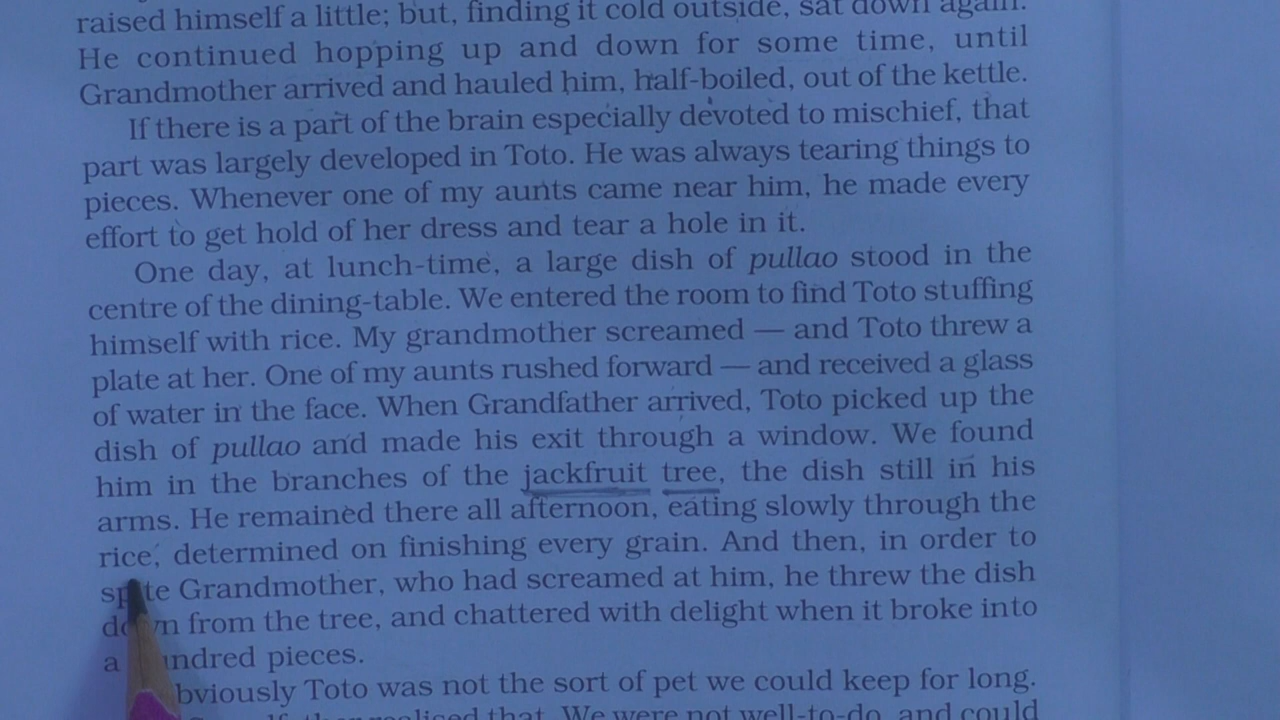 raised himself a little; but, finding it cold outside, sat down again.
He continued hopping up and down for some time, until
Grandmother arrived and hauled him, half-boiled, out of the kettle.
If there is a part of the brain especially devoted to mischief, that
part was largely developed in Toto. He was always tearing things to
pieces. Whenever one of my aunts came near him, he made every
effort to get hold of her dress and tear a hole in it.
One day, at lunch-time, a large dish of pullao stood in the
centre of the dining-table. We entered the room to find Toto stuffing
himself with rice. My grandmother screamed — and Toto threw a
plate at her. One of my aunts rushed forward — and received a glass
of water in the face. When Grandfather arrived, Toto picked up the
dish of pullao and made his exit through a window. We found
him in the branches of the jackfruit tree, the dish still in his
arms. He remained there all afternoon, eating slowly through the
rice, determined on finishing every grain. And then, in order to
spite Grandmother, who had screamed at him, he threw the dish
down from the tree, and chattered with delight when it broke into
a hundred pieces.
Obviously Toto was not the sort of pet we could keep for long.
realised that. We were not well-to-do, and could